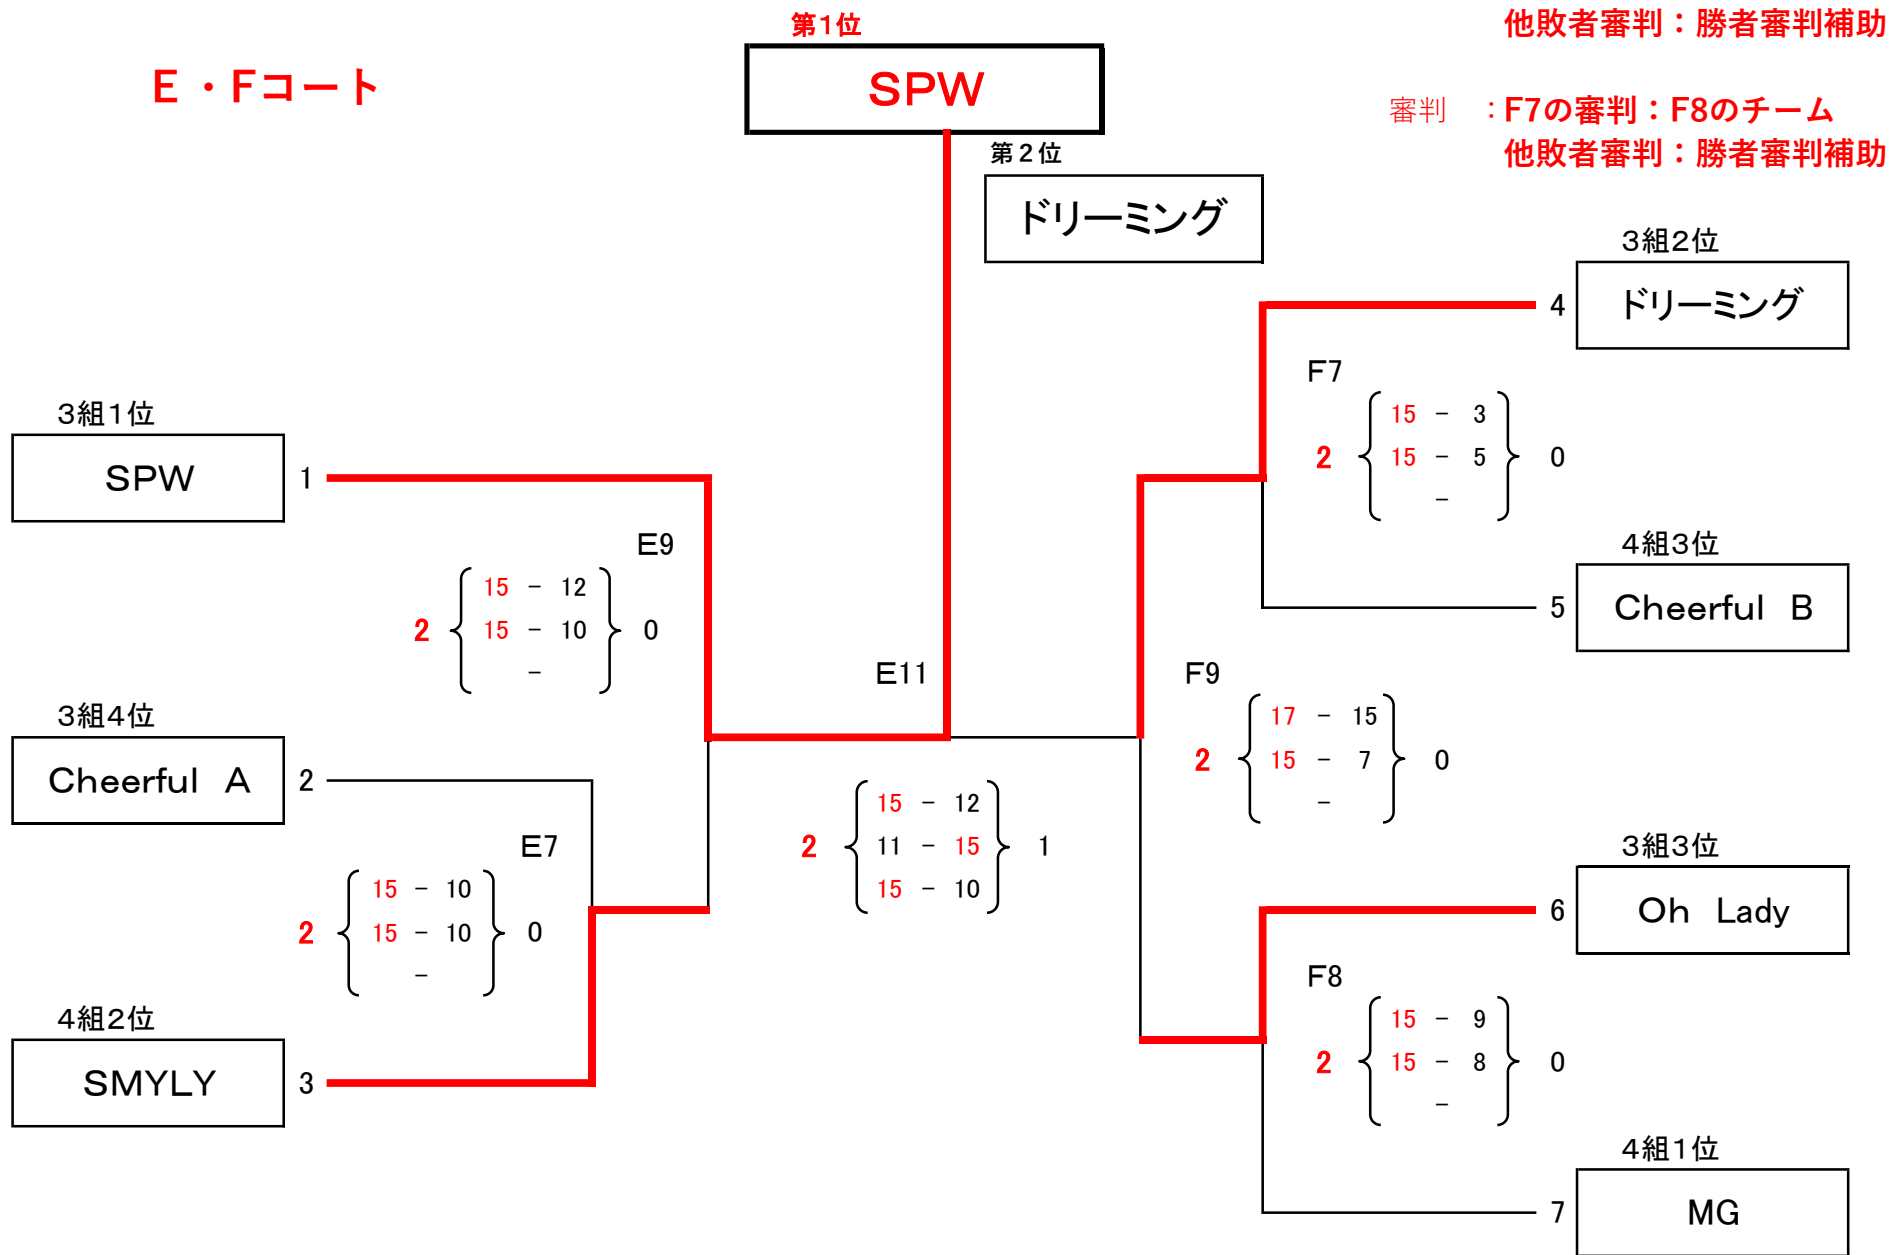 他敗者審判：勝者審判補助
第1位
E・Fコート
SPW
審判　：F7の審判：F8のチーム
第２位
他敗者審判：勝者審判補助
ドリーミング
3組2位
4 ドリーミング
F7
15 - 3
2 15 - 5 0
-
3組1位
SPW 1
4組3位
5 Cheerful B
E9
15 - 12
2 15 - 10 0
-
E11
F9
17 - 15
2 15 - 7 0
-
3組4位
Cheerful A 2
15 - 12
2 11 - 15 1
15 - 10
E7
15 - 10
2 15 - 10 0
-
3組3位
6 Oh Lady
F8
15 - 9
2 15 - 8 0
-
4組2位
SMYLY 3
4組1位
7 MG